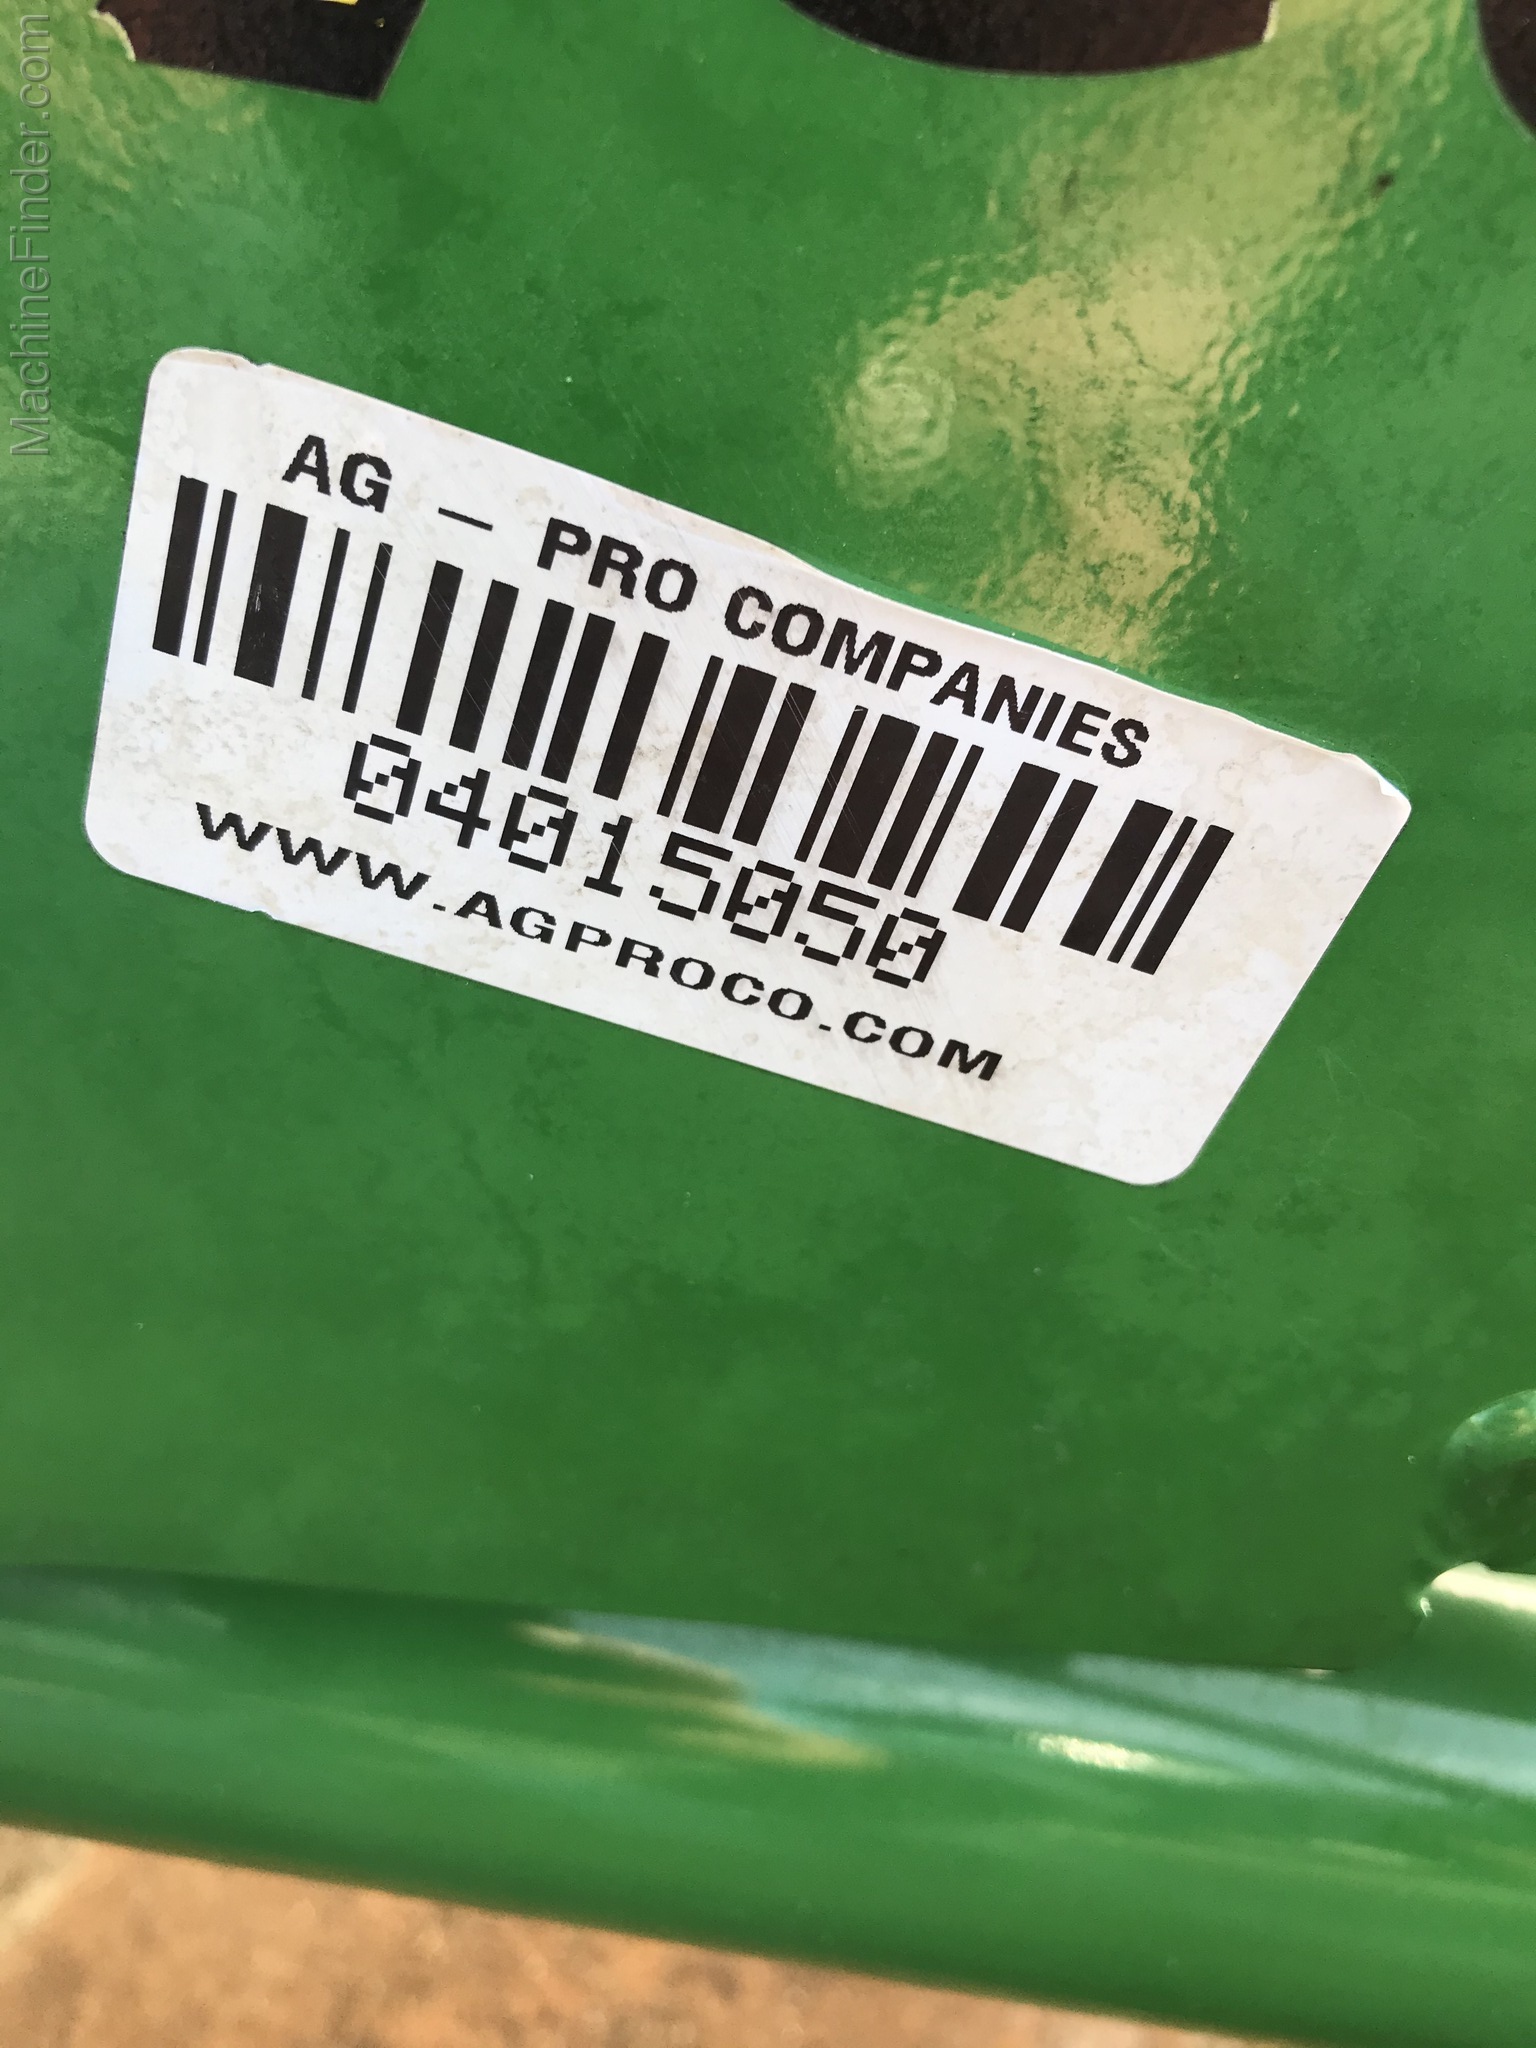 MachineFinder.com
AG - PRO COMPANIES
04015050
WWW.AGPROCO.COM